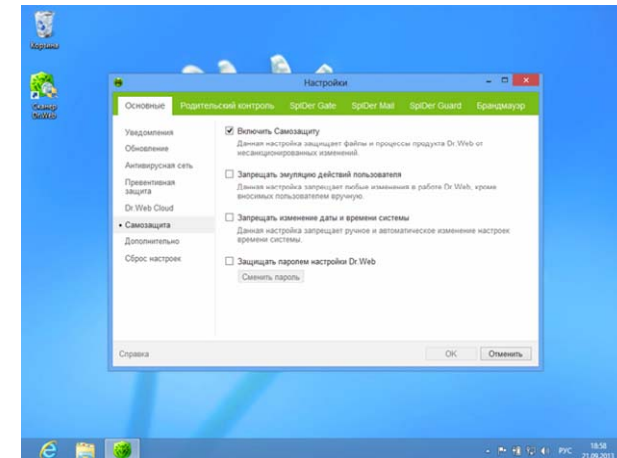 Корзина
Сканер
Dr.Web
Настройки
Основные Родительский контроль SpIDer Gate SpIDer Mail SpIDer Guard Брандмауэр
Уведомления
Обновление
Антивирусная сеть
Превентивная
защита
Dr.Web Cloud
Самозащита
Дополнительно
Сброс настроек
Включить Самозащиту
Данная настройка защищает файлы и процессы продукта Dr.Web от
несанкционированных изменений.
Запрещать эмуляцию действий пользователя
Данная настройка запрещает любые изменения в работе Dr.Web, кроме
вносимых пользователем вручную.
Запрещать изменение даты и времени системы
Данная настройка запрещает ручное и автоматическое изменение настроек
времени системы.
Защищать паролем настройки Dr.Web
Сменить пароль
Справка
OK Отменить
РУС
18:58
21.09.2013